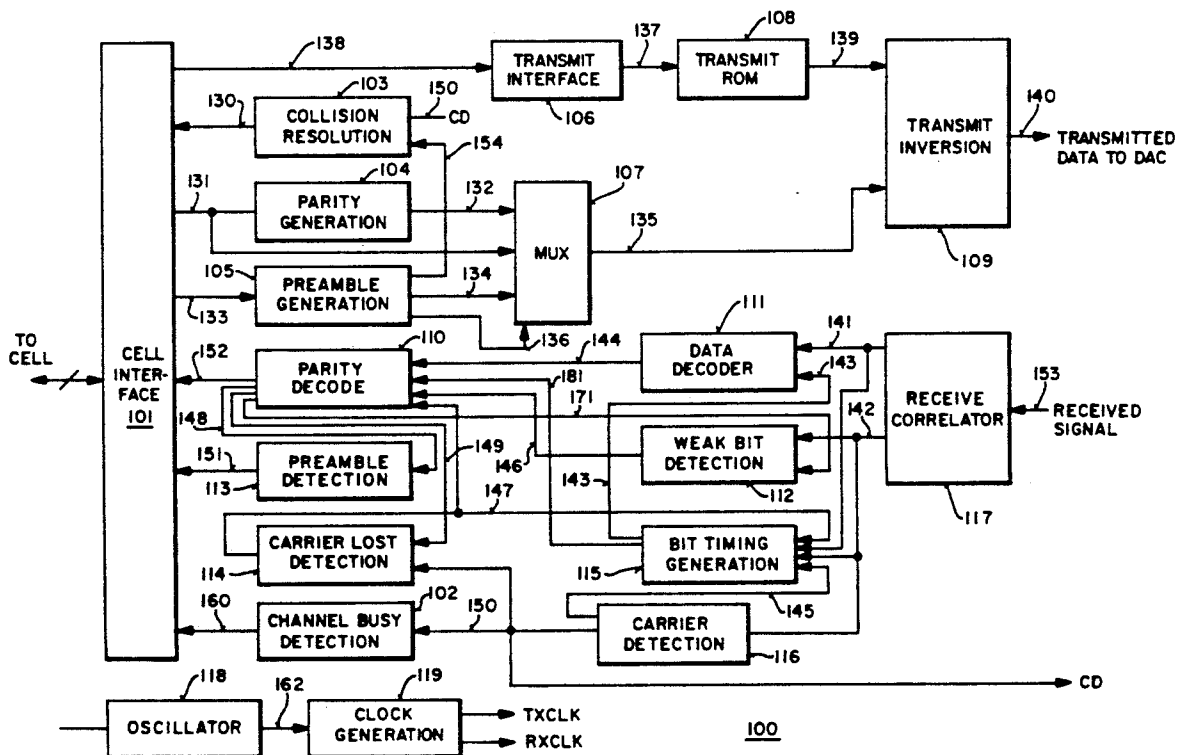 138
TRANSMIT
INTERFACE
106
137
108
TRANSMIT
ROM
139
TRANSMIT
INVERSION
109
140
TRANSMITTED
DATA TO DAC
130
103
COLLISION
RESOLUTION
150
CD
154
131
104
PARITY
GENERATION
132
107
MUX
135
105
PREAMBLE
GENERATION
133
134
136
TO
CELL
CELL
INTER-
FACE
101
152
110
PARITY
DECODE
144
181
171
111
DATA
DECODER
141
143
RECEIVE
CORRELATOR
117
153
RECEIVED
SIGNAL
148
149
146
142
WEAK BIT
DETECTION
112
151
PREAMBLE
DETECTION
113
147
143
CARRIER LOST
DETECTION
114
BIT TIMING
GENERATION
115
145
160
102
CHANNEL BUSY
DETECTION
150
CARRIER
DETECTION
116
CD
118
OSCILLATOR
162
119
CLOCK
GENERATION
TXCLK
RXCLK
100